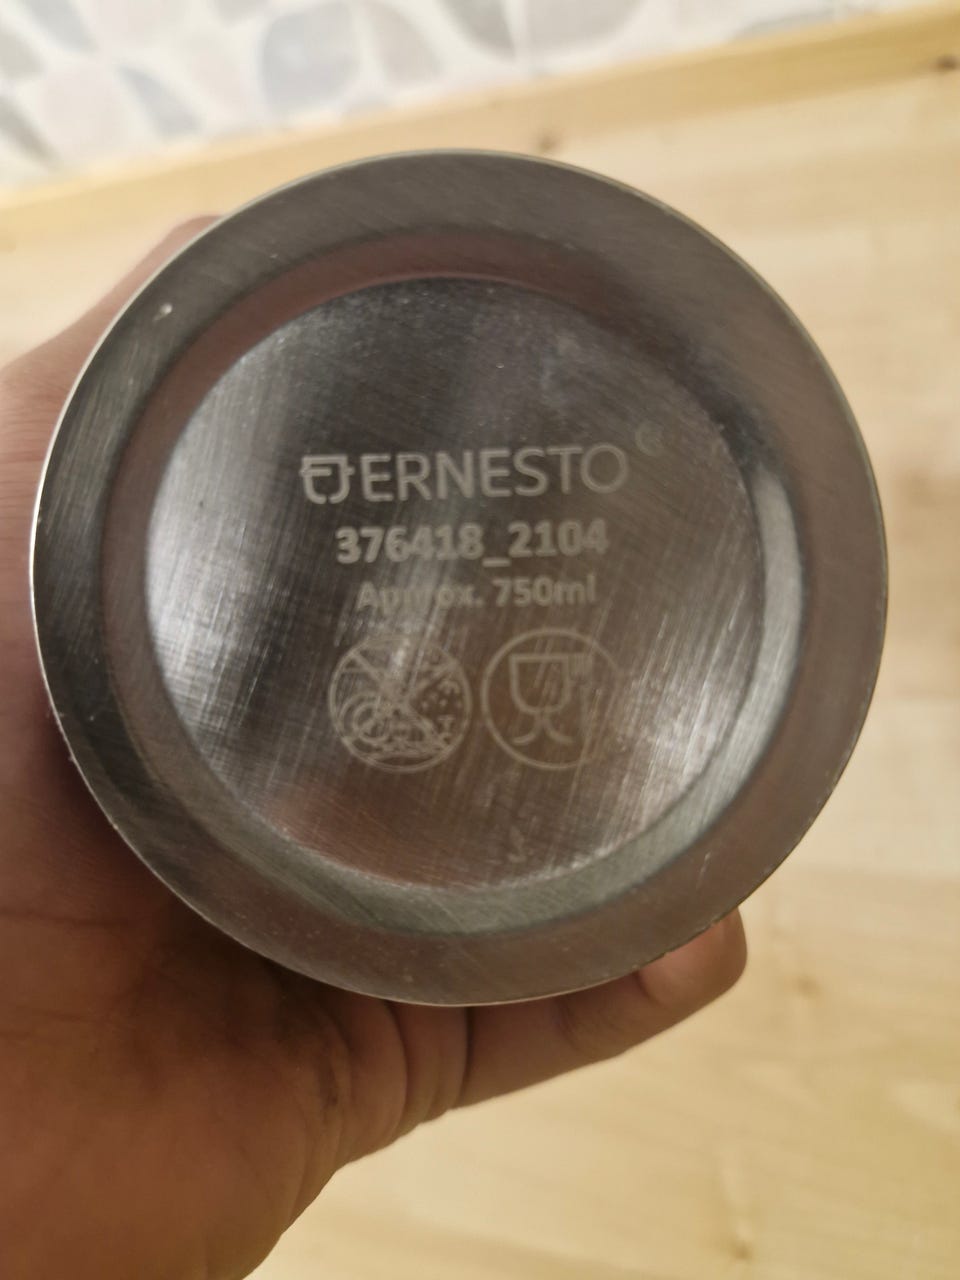 ERNESTO®
376418_2104
Approx. 750ml